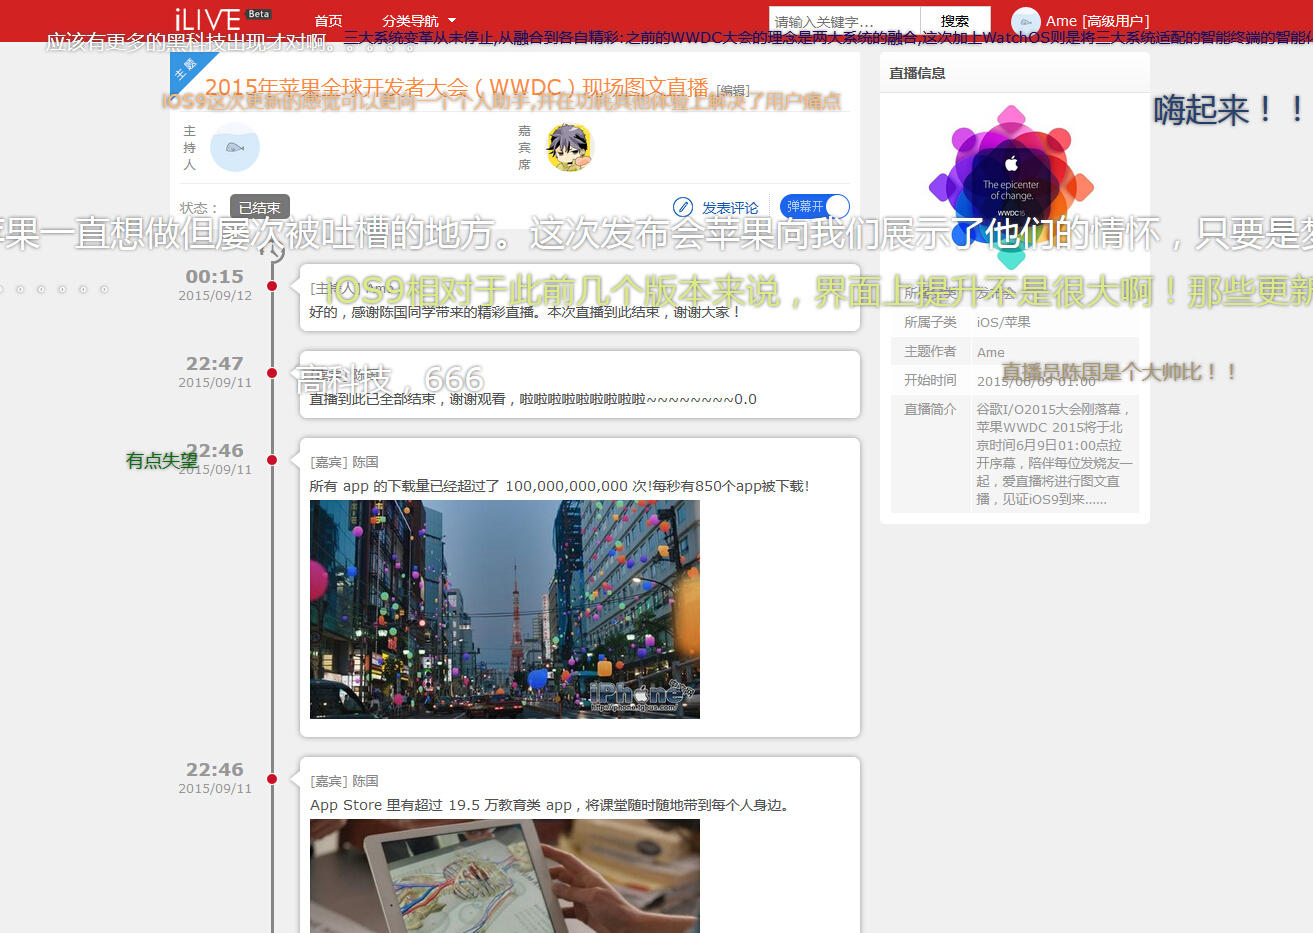 iLIVE Beta
首页
分类导航
请输入关键字...
搜索
Ame [高级用户]
应该有更多的黑科技出现才对啊。。。。。
三大系统变革从未停止,从融合到各自精彩:之前的WWDC大会的理念是两大系统的融合,这次加上WatchOS则是将三大系统适配的智能终端的智能化
主题
2015年苹果全球开发者大会（WWDC）现场图文直播 [编辑]
iOS9这次更新的感觉可以更向一个个人助手,并在功耗其他体验上解决了用户痛点
主持人
嘉宾席
状态：
已结束
发表评论
弹幕开
苹果一直想做但屡次被吐槽的地方。这次发布会苹果向我们展示了他们的情怀，只要是梦
00:15
2015/09/12
。。。。。。
[主持人] Ame
iOS9相对于此前几个版本来说，界面上提升不是很大啊！那些更新
好的，感谢陈国同学带来的精彩直播。本次直播到此结束，谢谢大家！
22:47
2015/09/11
[嘉宾] 陈国
高科技，666
直播到此已全部结束，谢谢观看，啦啦啦啦啦啦啦啦啦~~~~~~~~0.0
22:46
2015/09/11
有点失望
[嘉宾] 陈国
所有 app 的下载量已经超过了 100,000,000,000 次!每秒有850个app被下载!
iPhone
http://iphone.tgbus.com/
22:46
2015/09/11
[嘉宾] 陈国
App Store 里有超过 19.5 万教育类 app，将课堂随时随地带到每个人身边。
直播信息
嗨起来！！
The epicenter
of change.
WWDC15
所属分类 发布会
所属子类 iOS/苹果
主题作者 Ame
直播员陈国是个大帅比！！
开始时间 2015/06/09 01:00
直播简介 谷歌I/O2015大会刚落幕，
苹果WWDC 2015将于北
京时间6月9日01:00点拉
开序幕，陪伴每位发烧友一
起，爱直播将进行图文直
播，见证iOS9到来......